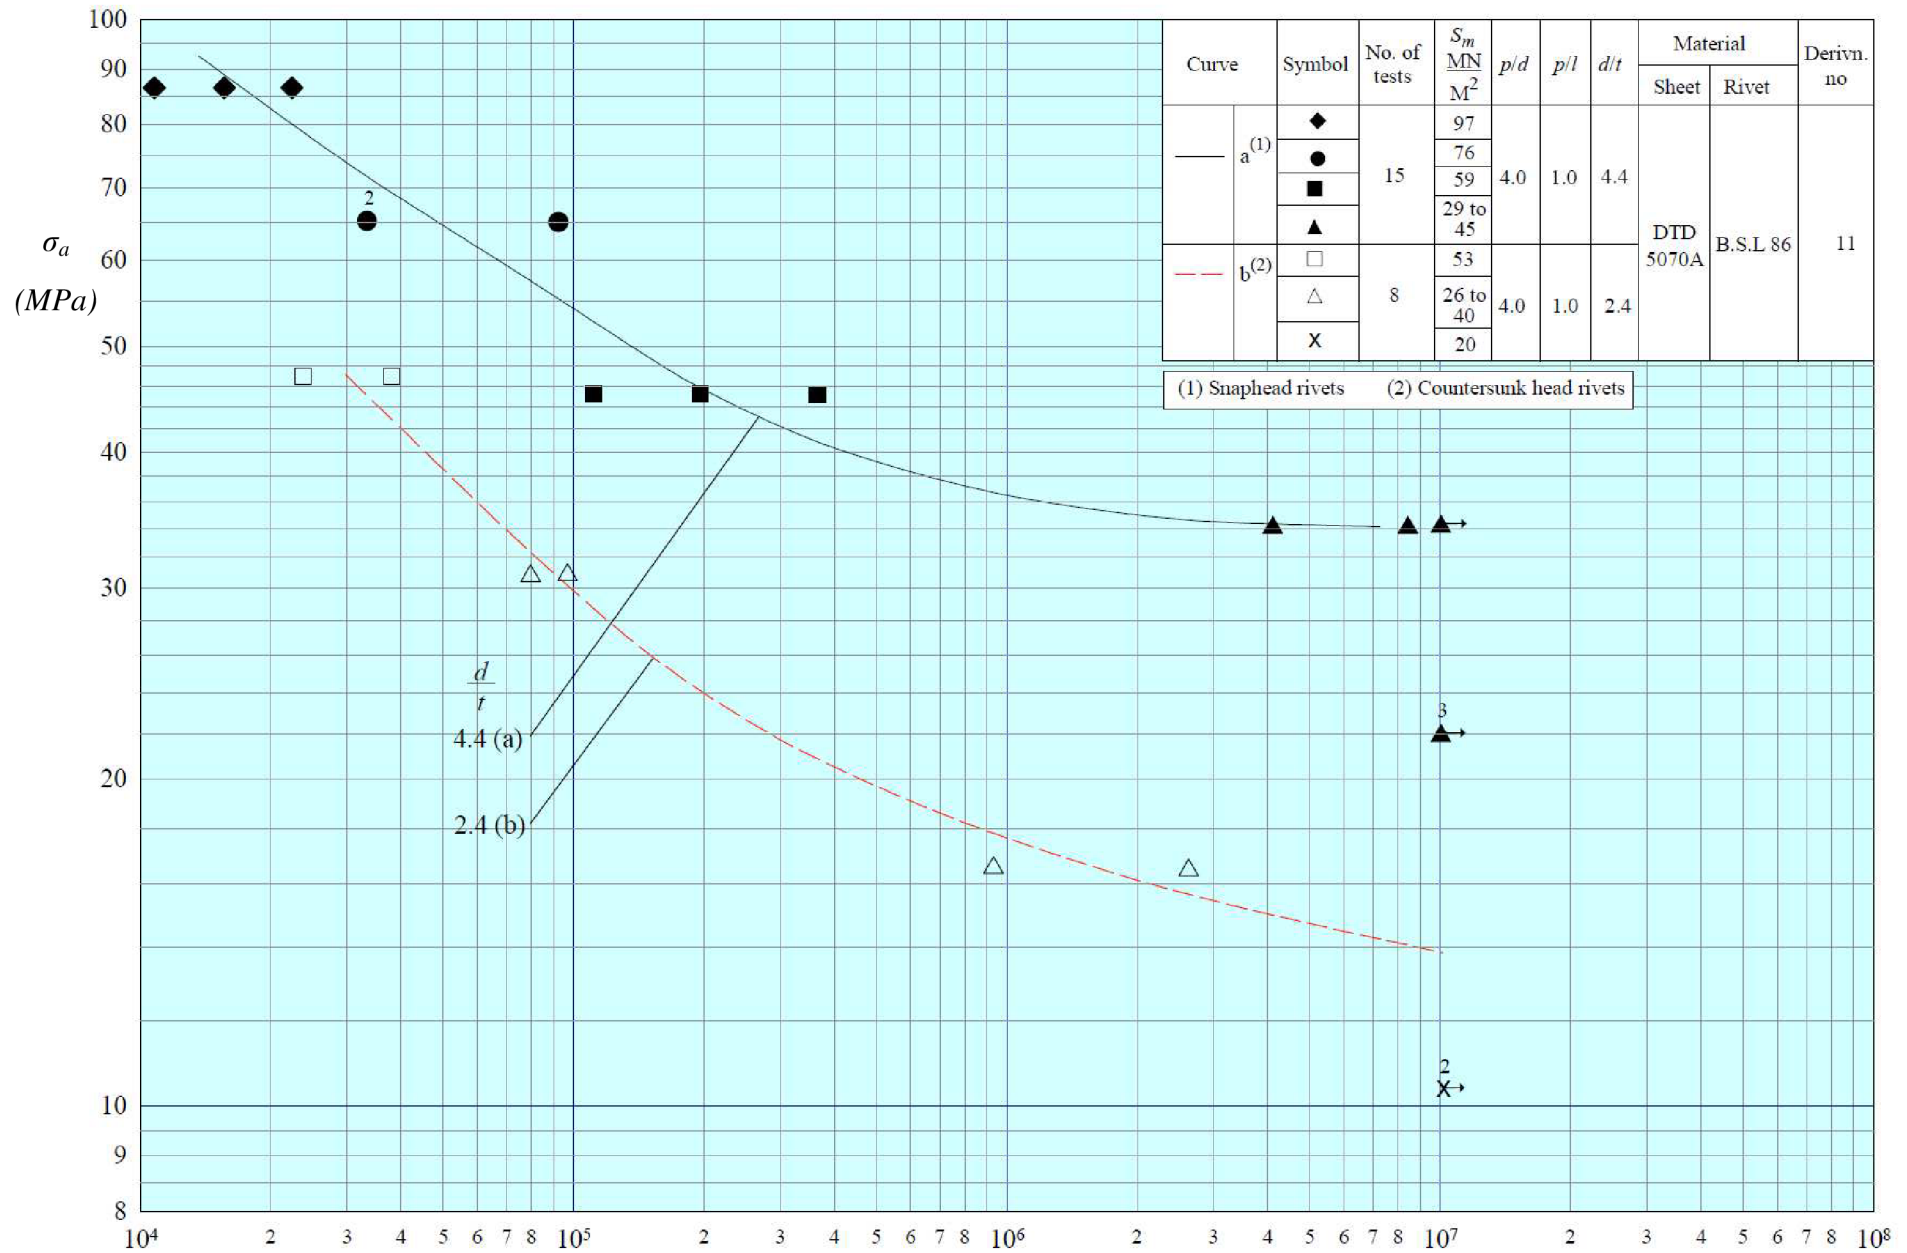 100
90
80
70
60
50
40
30
20
10
9
8
σa
(MPa)
10⁴ 2 3 4 5 6 7 8 10⁵ 2 3 4 5 6 7 8 10⁶ 2 3 4 5 6 7 8 10⁷ 2 3 4 5 6 7 8 10⁸
2
3
2
d
t
4.4 (a)
2.4 (b)
Curve Symbol No. of tests Sm MN M² p/d p/l d/t Material Derivn. no
Sheet Rivet
a(1) 15 4.0 1.0 4.4
97
76
59
29 to
45
b(2) 8 4.0 1.0 2.4
53
26 to
40
X 20
DTD
5070A
B.S.L 86
11
(1) Snaphead rivets (2) Countersunk head rivets
X